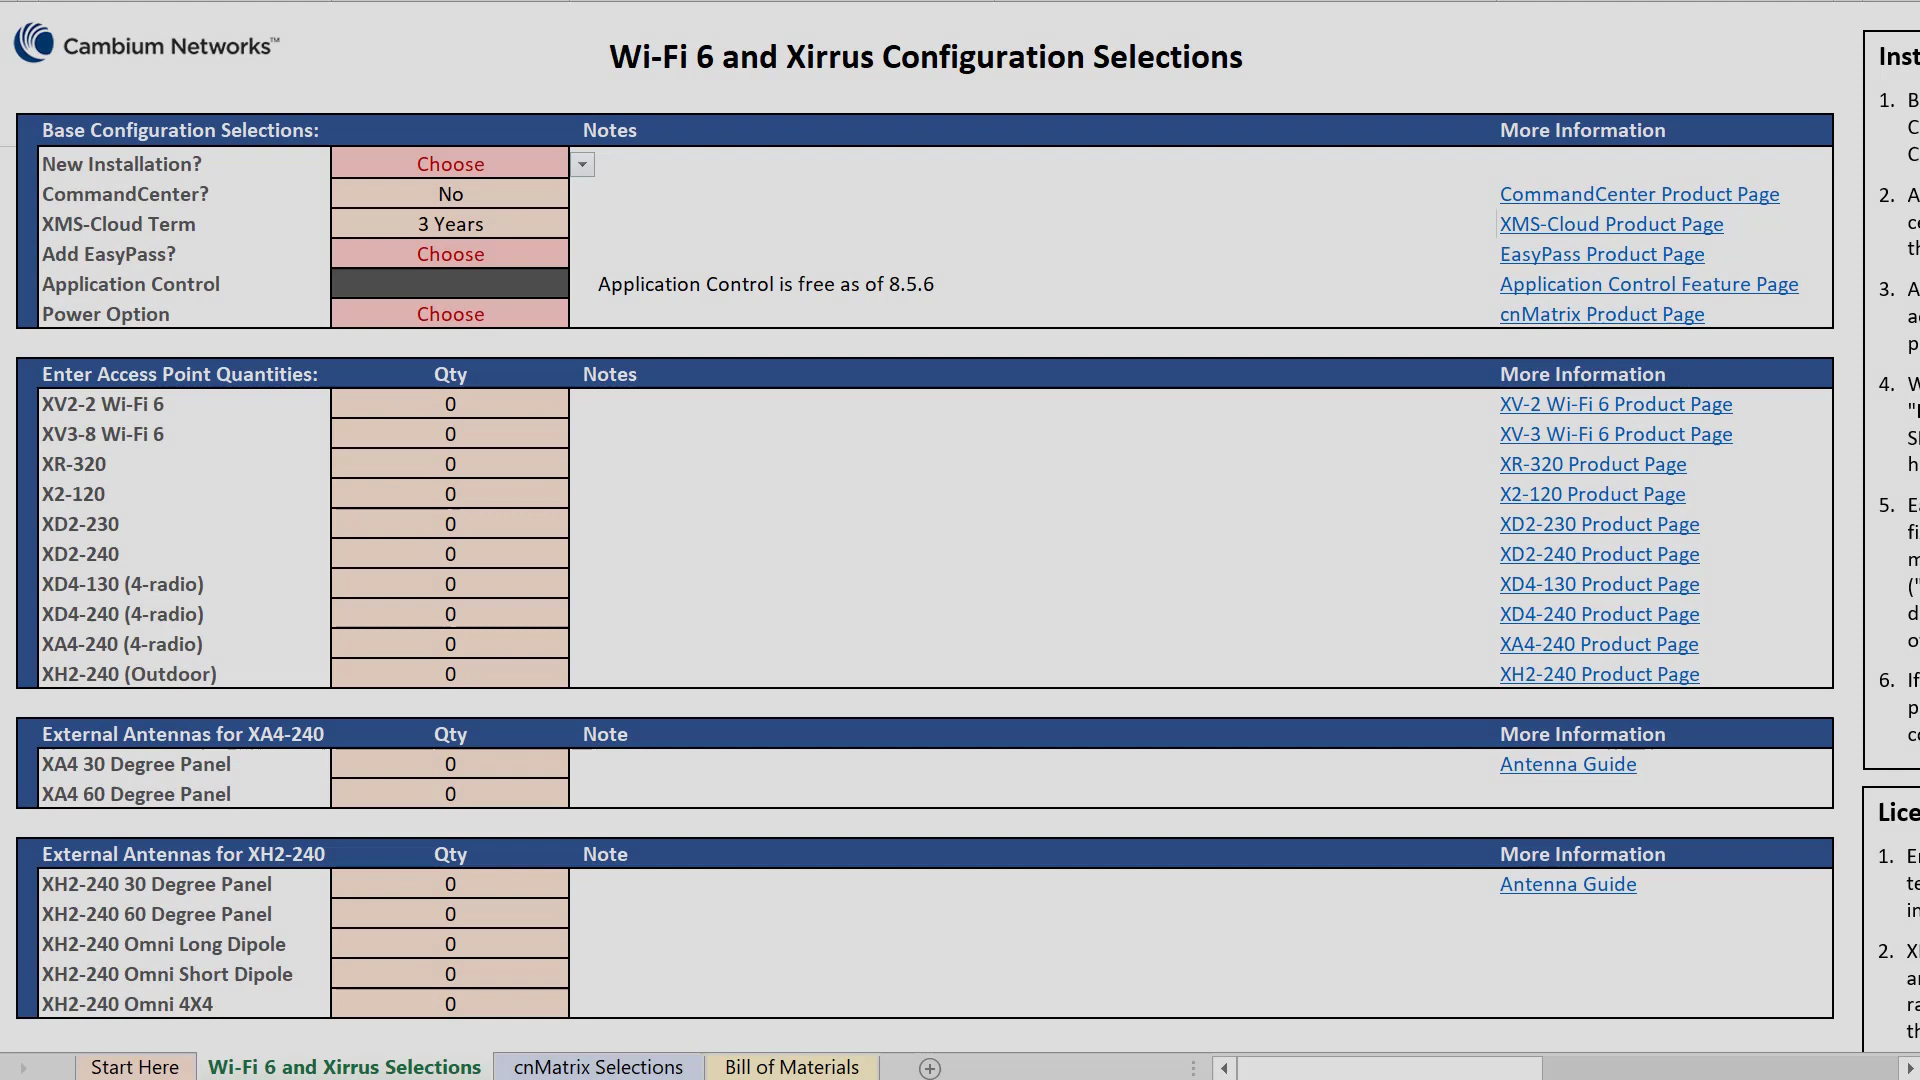 Cambium Networks™
Wi-Fi 6 and Xirrus Configuration Selections
Base Configuration Selections: Notes More Information
New Installation? Choose
CommandCenter? No CommandCenter Product Page
XMS-Cloud Term 3 Years XMS-Cloud Product Page
Add EasyPass? Choose EasyPass Product Page
Application Control Application Control is free as of 8.5.6 Application Control Feature Page
Power Option Choose cnMatrix Product Page
Enter Access Point Quantities: Qty Notes More Information
XV2-2 Wi-Fi 6 0 XV-2 Wi-Fi 6 Product Page
XV3-8 Wi-Fi 6 0 XV-3 Wi-Fi 6 Product Page
XR-320 0 XR-320 Product Page
X2-120 0 X2-120 Product Page
XD2-230 0 XD2-230 Product Page
XD2-240 0 XD2-240 Product Page
XD4-130 (4-radio) 0 XD4-130 Product Page
XD4-240 (4-radio) 0 XD4-240 Product Page
XA4-240 (4-radio) 0 XA4-240 Product Page
XH2-240 (Outdoor) 0 XH2-240 Product Page
External Antennas for XA4-240 Qty Note More Information
XA4 30 Degree Panel 0 Antenna Guide
XA4 60 Degree Panel 0
External Antennas for XH2-240 Qty Note More Information
XH2-240 30 Degree Panel 0 Antenna Guide
XH2-240 60 Degree Panel 0
XH2-240 Omni Long Dipole 0
XH2-240 Omni Short Dipole 0
XH2-240 Omni 4X4 0
1.
2.
3.
4.
5.
6.
1.
2.
Start Here Wi-Fi 6 and Xirrus Selections cnMatrix Selections Bill of Materials